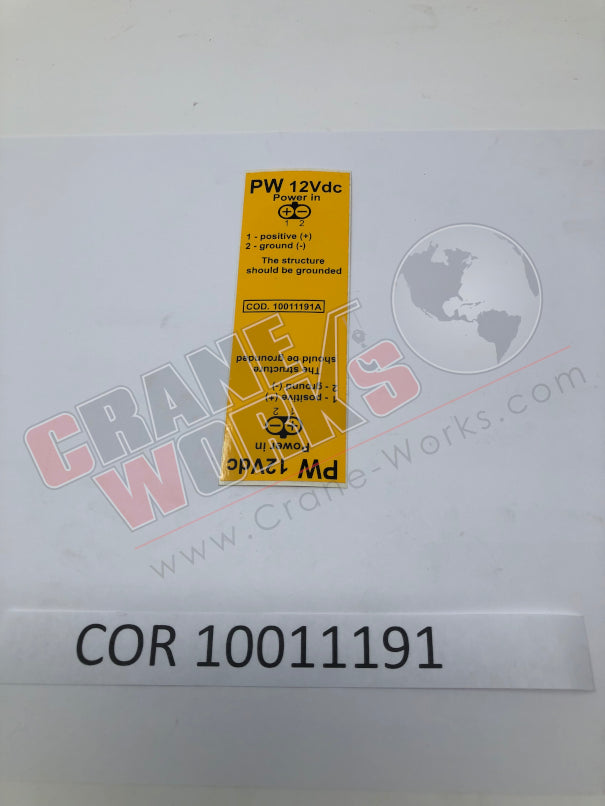 PW 12Vdc
Power in
+ -
1 2
1 - positive (+)
2 - ground (-)
The structure
should be grounded
COD. 10011191A
should be grounded
The structure
2 - ground (-)
1 - positive (+)
2 1
- +
Power in
PW 12Vdc
CRANE
WORKS
www.Crane-Works.com
COR 10011191